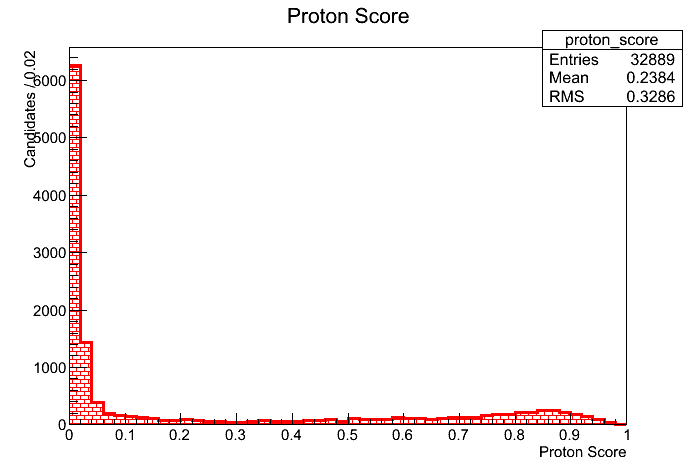 Proton Score
proton_score
Entries 32889
Mean 0.2384
RMS 0.3286
Candidates / 0.02
6000
5000
4000
3000
2000
1000
0
0 0.1 0.2 0.3 0.4 0.5 0.6 0.7 0.8 0.9 1
Proton Score